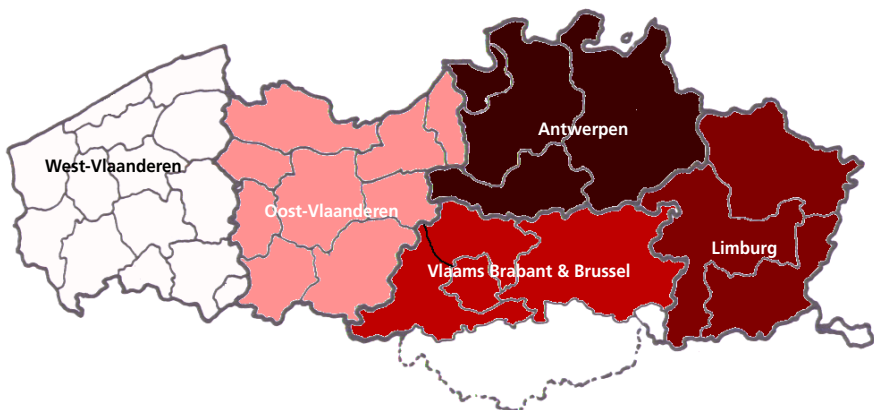 Antwerpen
West-Vlaanderen
Oost-Vlaanderen
Limburg
Vlaams Brabant & Brussel